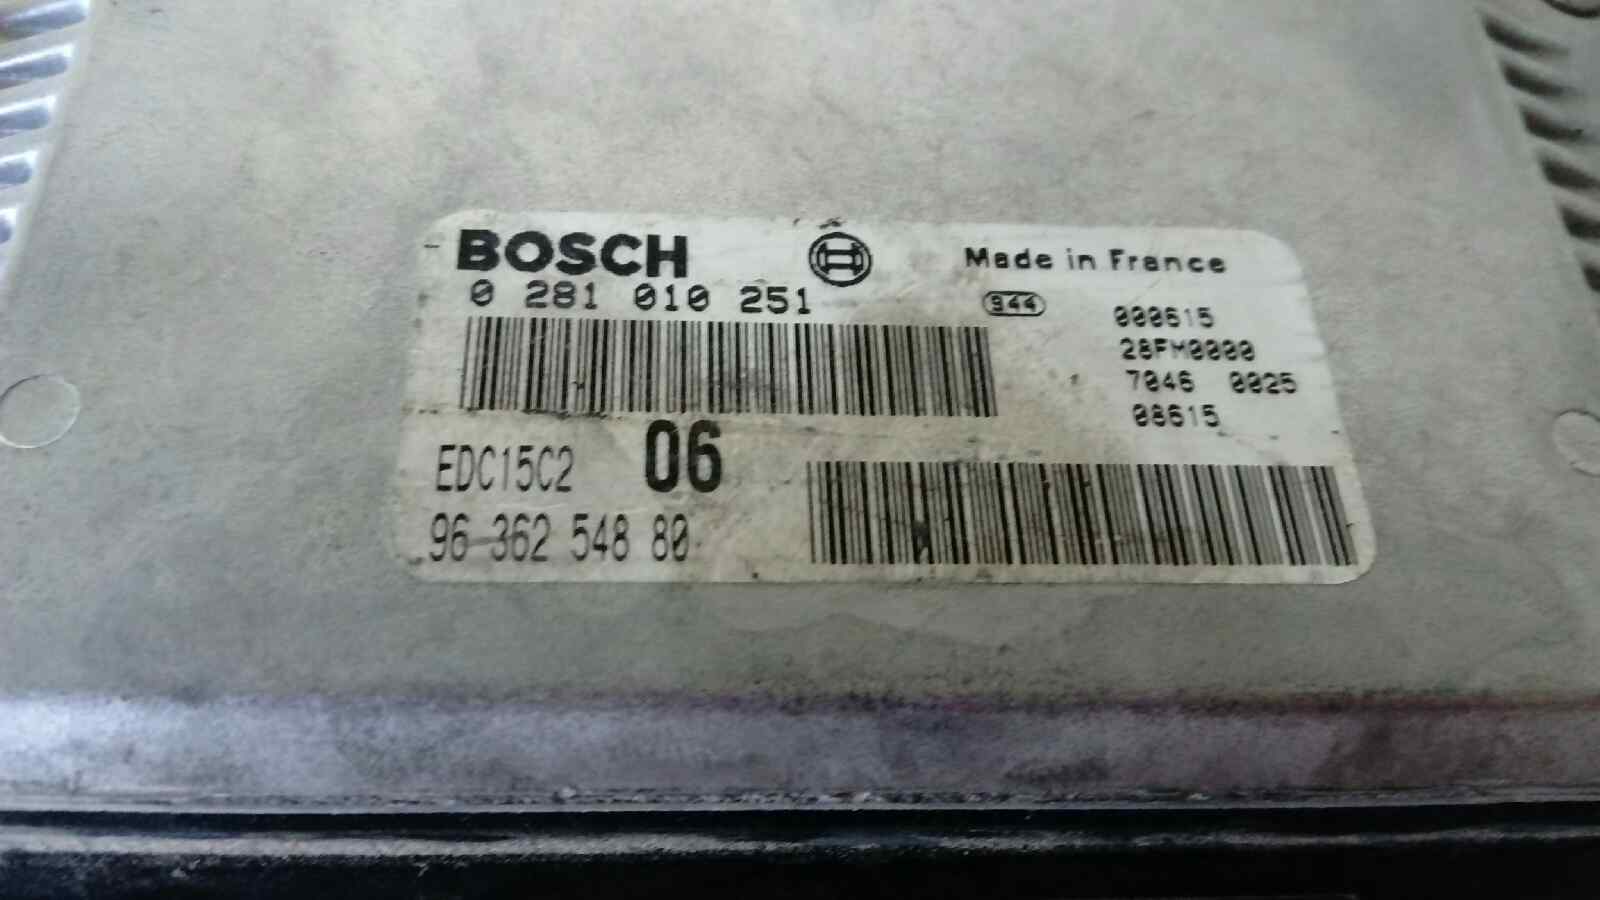 BOSCH
Made in France
0 281 010 251
944
000615
28FM0000
7046 0025
08615
EDC15C2 06
96 362 548 80